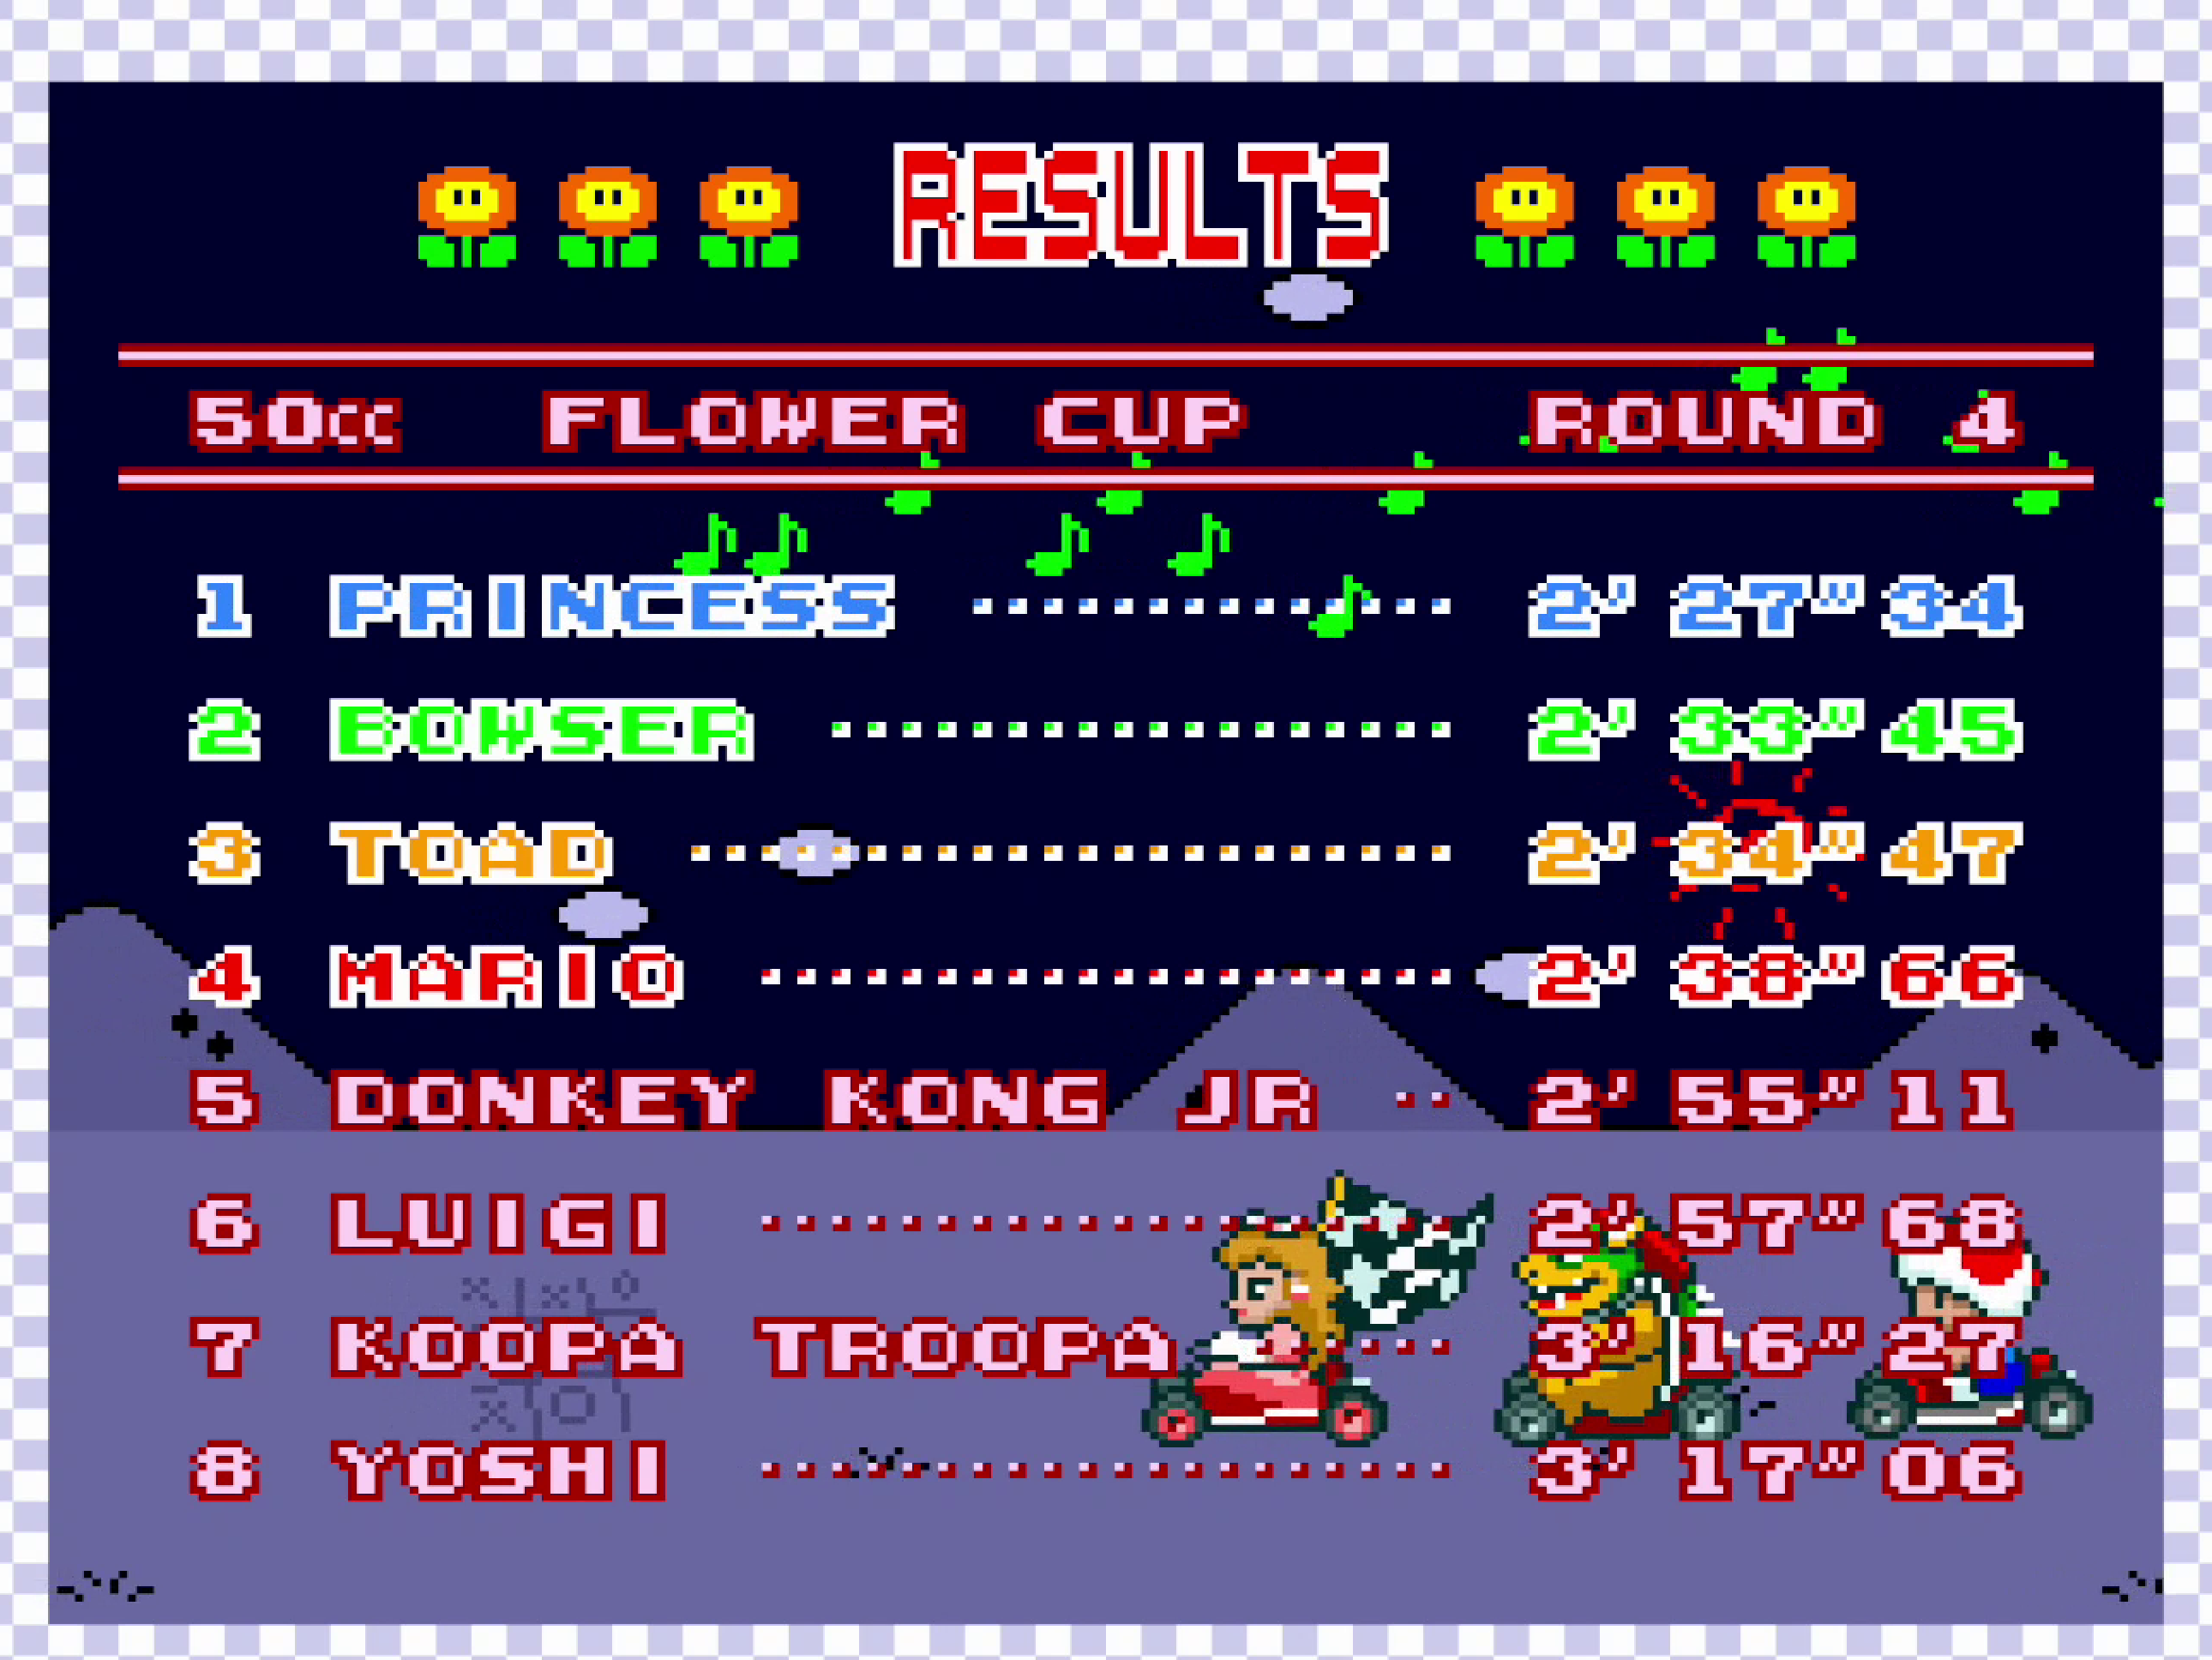 RESULTS
50cc FLOWER CUP ROUND 4
1 PRINCESS .............. 2' 27" 34
2 BOWSER .................. 2' 33" 45
3 TOAD ...................... 2' 34" 47
4 MARIO .................... 2' 38" 66
5 DONKEY KONG JR .. 2' 55" 11
6 LUIGI .................... 2' 57" 68
7 KOOPA TROOPA ...... 3' 16" 27
8 YOSHI .................... 3' 17" 06